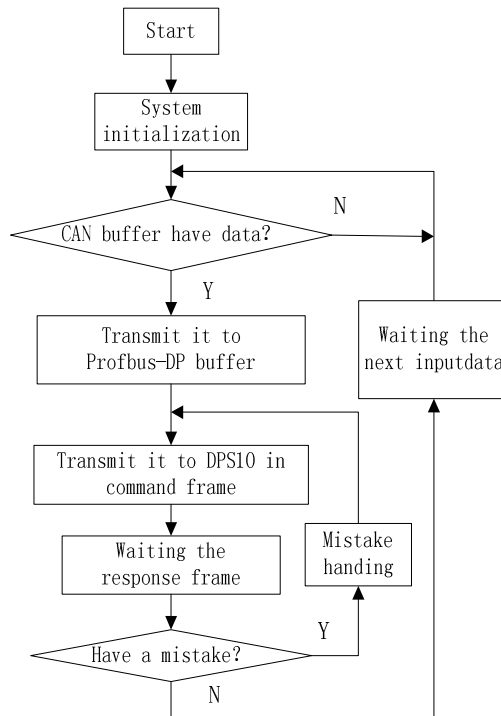 Start
System
initialization
N
CAN buffer have data?
Y
Transmit it to
Profbus-DP buffer
Waiting the
next inputdata
Transmit it to DPS10 in
command frame
Waiting the
response frame
Mistake
handing
Y
Have a mistake?
N